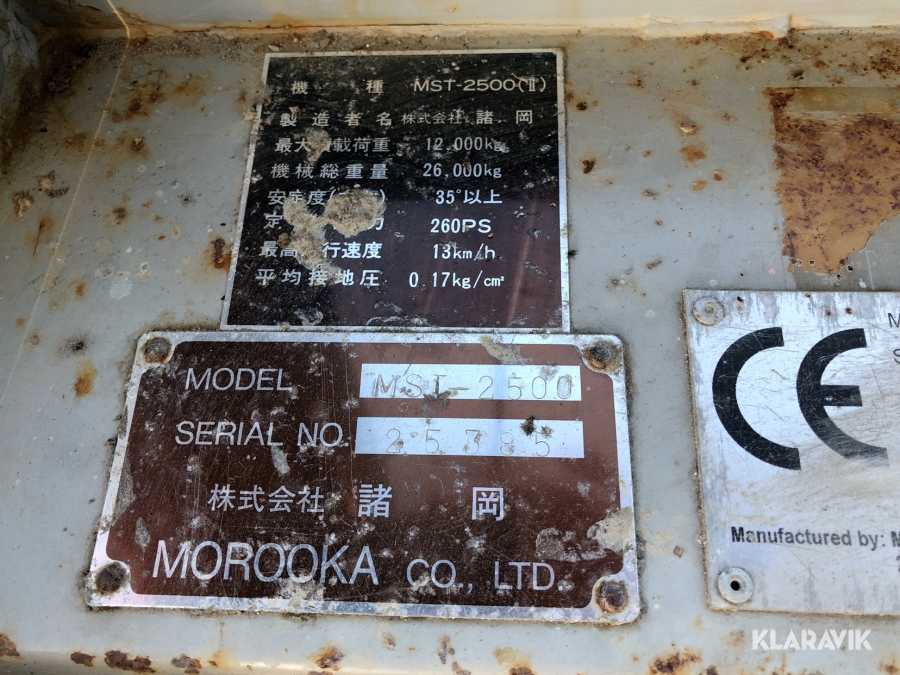 機 種 MST-2500(II)
製造者名 株式会社 諸岡
最大 載荷重 12,000kg
機械総重量 26,000kg
安定度( ) 35°以上
定 力 260PS
最高 行速度 13km/h
平均接地圧 0.17kg/cm²
MODEL MST-2500
SERIAL NO. 25785
株式会社 諸岡
MOROOKA CO., LTD
CE
Manufactured by:
KLARAVIK